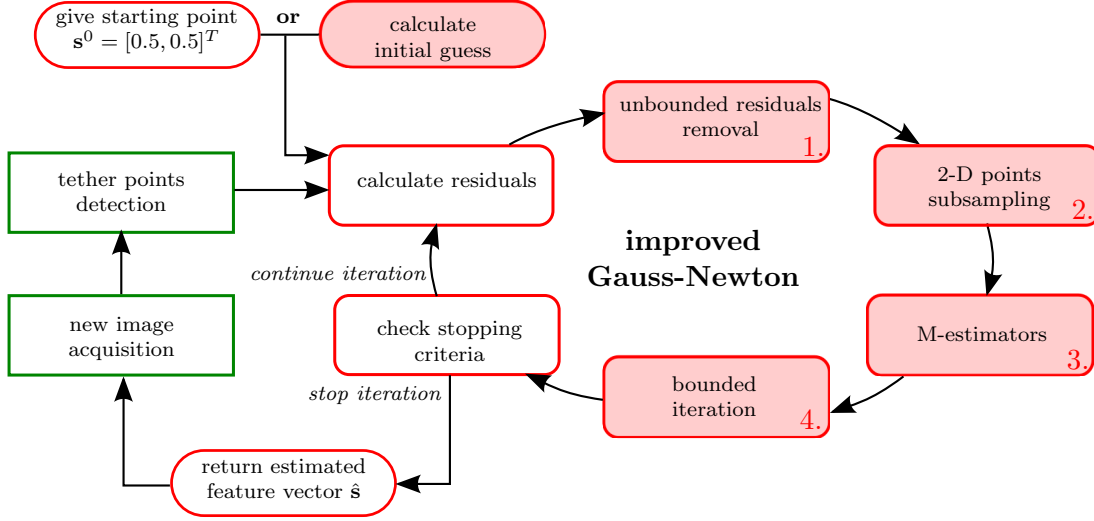 give starting point
𝐬⁰ = [0.5, 0.5]ᵀ
or
calculate
initial guess
unbounded residuals
removal
1.
tether points
detection
calculate residuals
2-D points
subsampling
2.
improved
Gauss-Newton
continue iteration
new image
acquisition
check stopping
criteria
M-estimators
3.
stop iteration
bounded
iteration
4.
return estimated
feature vector ŝ